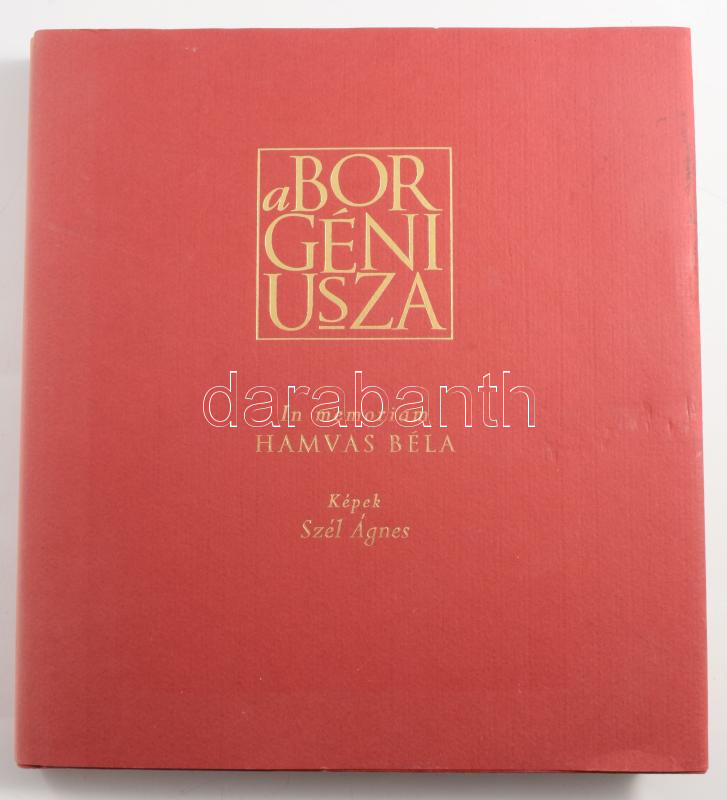 a BOR
GÉNI
USZA
darabanth
In memoriam
HAMVAS BÉLA
Képek
Szél Ágnes